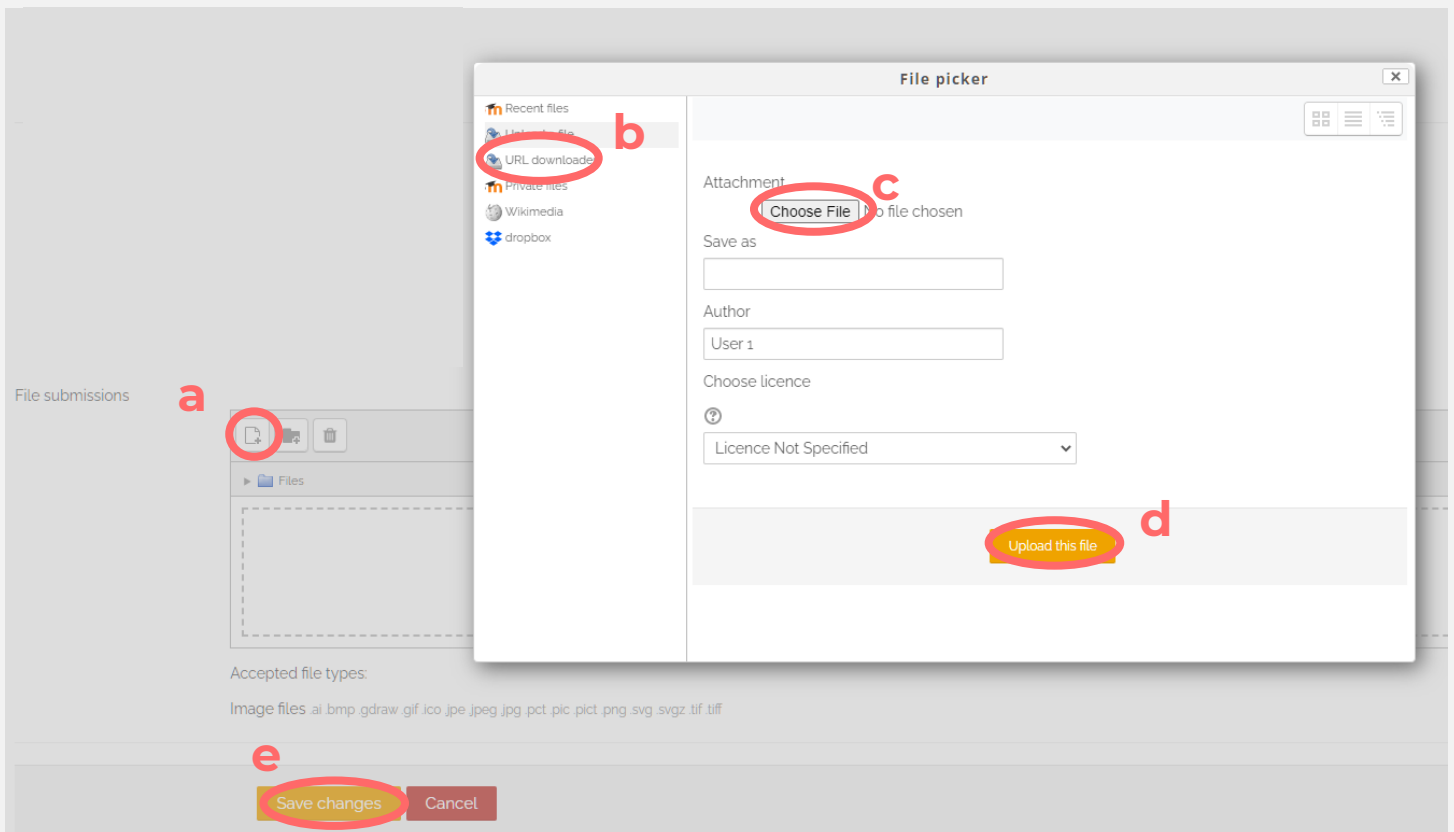 File picker
Recent files
b
Upload a file
URL downloader
Private files
Wikimedia
dropbox
Attachment
c
Choose File No file chosen
Save as
Author
User 1
Choose licence
Licence Not Specified
d
Upload this file
File submissions
a
Files
Accepted file types:
Image files .ai .bmp .gdraw .gif .ico .jpe .jpeg .jpg .pct .pic .pict .png .svg .svgz .tif .tiff
e
Save changes Cancel